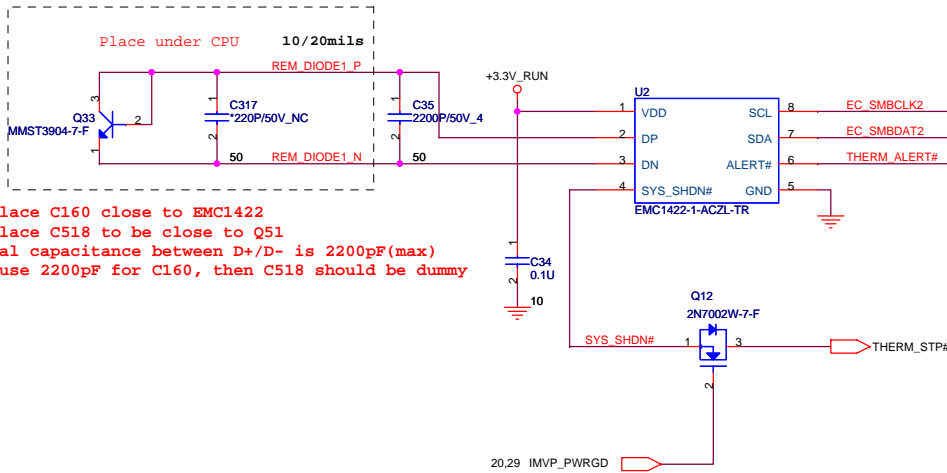 Place under CPU 10/20mils
REM_DIODE1_P
+3.3V_RUN
U2
3
Q33
MMST3904-7-F
2
1
1
C317
*220P/50V_NC
2
1
C35
2200P/50V_4
2
50 REM_DIODE1_N 50
1 VDD SCL 8 EC_SMBCLK2
2 DP SDA 7 EC_SMBDAT2
3 DN ALERT# 6 THERM_ALERT#
4 SYS_SHDN# GND 5
EMC1422-1-ACZL-TR
lace C160 close to EMC1422
lace C518 to be close to Q51
al capacitance between D+/D- is 2200pF(max)
use 2200pF for C160, then C518 should be dummy
1
C34
0.1U
2
10
Q12
2N7002W-7-F
SYS_SHDN# 1 3 THERM_STP#
2
20,29 IMVP_PWRGD